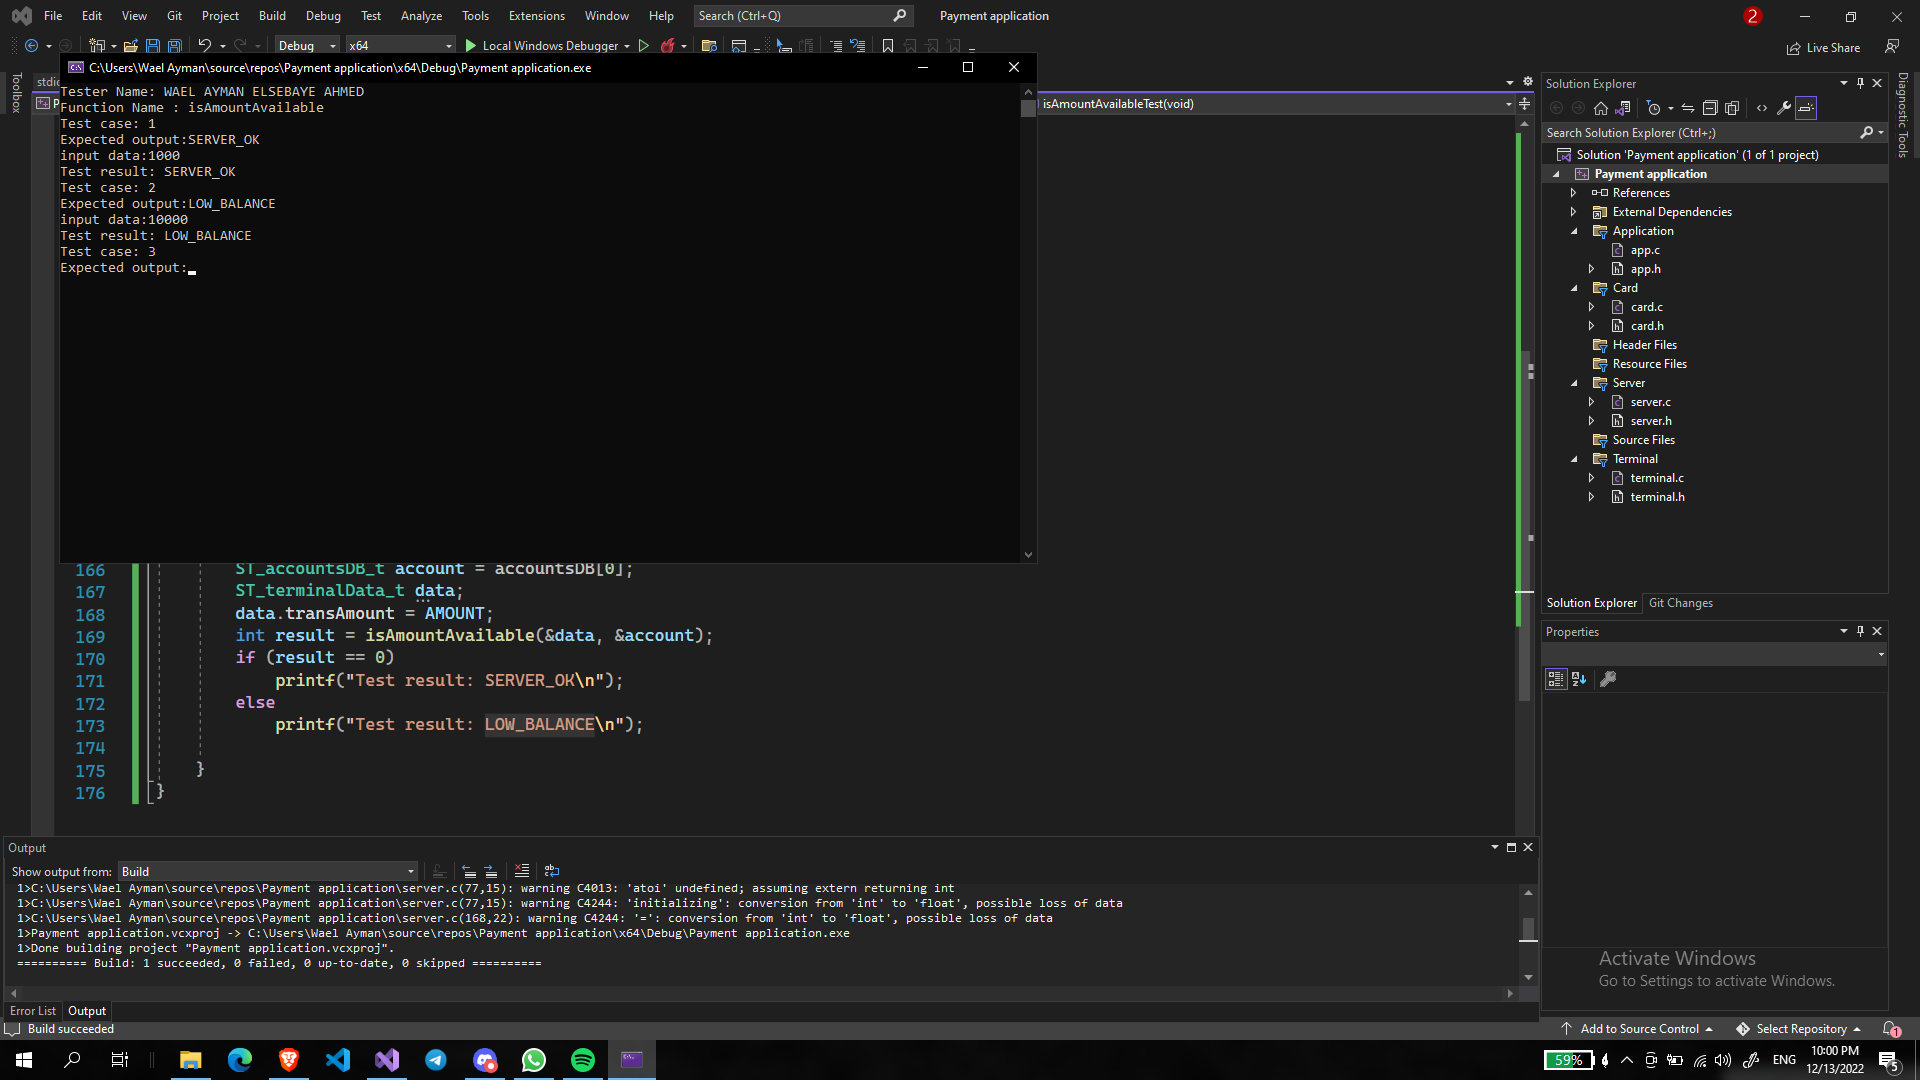 File Edit View Git Project Build Debug Test Analyze Tools Extensions Window Help Search (Ctrl+Q) Payment application 2
Debug x64 Local Windows Debugger Live Share
C:\Users\Wael Ayman\source\repos\Payment application\x64\Debug\Payment application.exe
Toolbox
Tester Name: WAEL AYMAN ELSEBAYE AHMED
Function Name : isAmountAvailable
Test case: 1
Expected output:SERVER_OK
input data:1000
Test result: SERVER_OK
Test case: 2
Expected output:LOW_BALANCE
input data:10000
Test result: LOW_BALANCE
Test case: 3
Expected output:
isAmountAvailableTest(void)
166 ST_accountsDB_t account = accountsDB[0];
167 ST_terminalData_t data;
168 data.transAmount = AMOUNT;
169 int result = isAmountAvailable(&data, &account);
170 if (result == 0)
171 printf("Test result: SERVER_OK\n");
172 else
173 printf("Test result: LOW_BALANCE\n");
174
175 }
176 }
Solution Explorer
Search Solution Explorer (Ctrl+;)
Solution 'Payment application' (1 of 1 project)
Payment application
References
External Dependencies
Application
app.c
app.h
Card
card.c
card.h
Header Files
Resource Files
Server
server.c
server.h
Source Files
Terminal
terminal.c
terminal.h
Solution Explorer Git Changes
Properties
Diagnostic Tools
Output
Show output from: Build
1>C:\Users\Wael Ayman\source\repos\Payment application\server.c(77,15): warning C4013: 'atoi' undefined; assuming extern returning int
1>C:\Users\Wael Ayman\source\repos\Payment application\server.c(77,15): warning C4244: 'initializing': conversion from 'int' to 'float', possible loss of data
1>C:\Users\Wael Ayman\source\repos\Payment application\server.c(168,22): warning C4244: '=': conversion from 'int' to 'float', possible loss of data
1>Payment application.vcxproj -> C:\Users\Wael Ayman\source\repos\Payment application\x64\Debug\Payment application.exe
1>Done building project "Payment application.vcxproj".
========== Build: 1 succeeded, 0 failed, 0 up-to-date, 0 skipped ==========
Activate Windows
Go to Settings to activate Windows.
Error List Output
Build succeeded Add to Source Control Select Repository 1
59% ENG 10:00 PM
12/13/2022 5